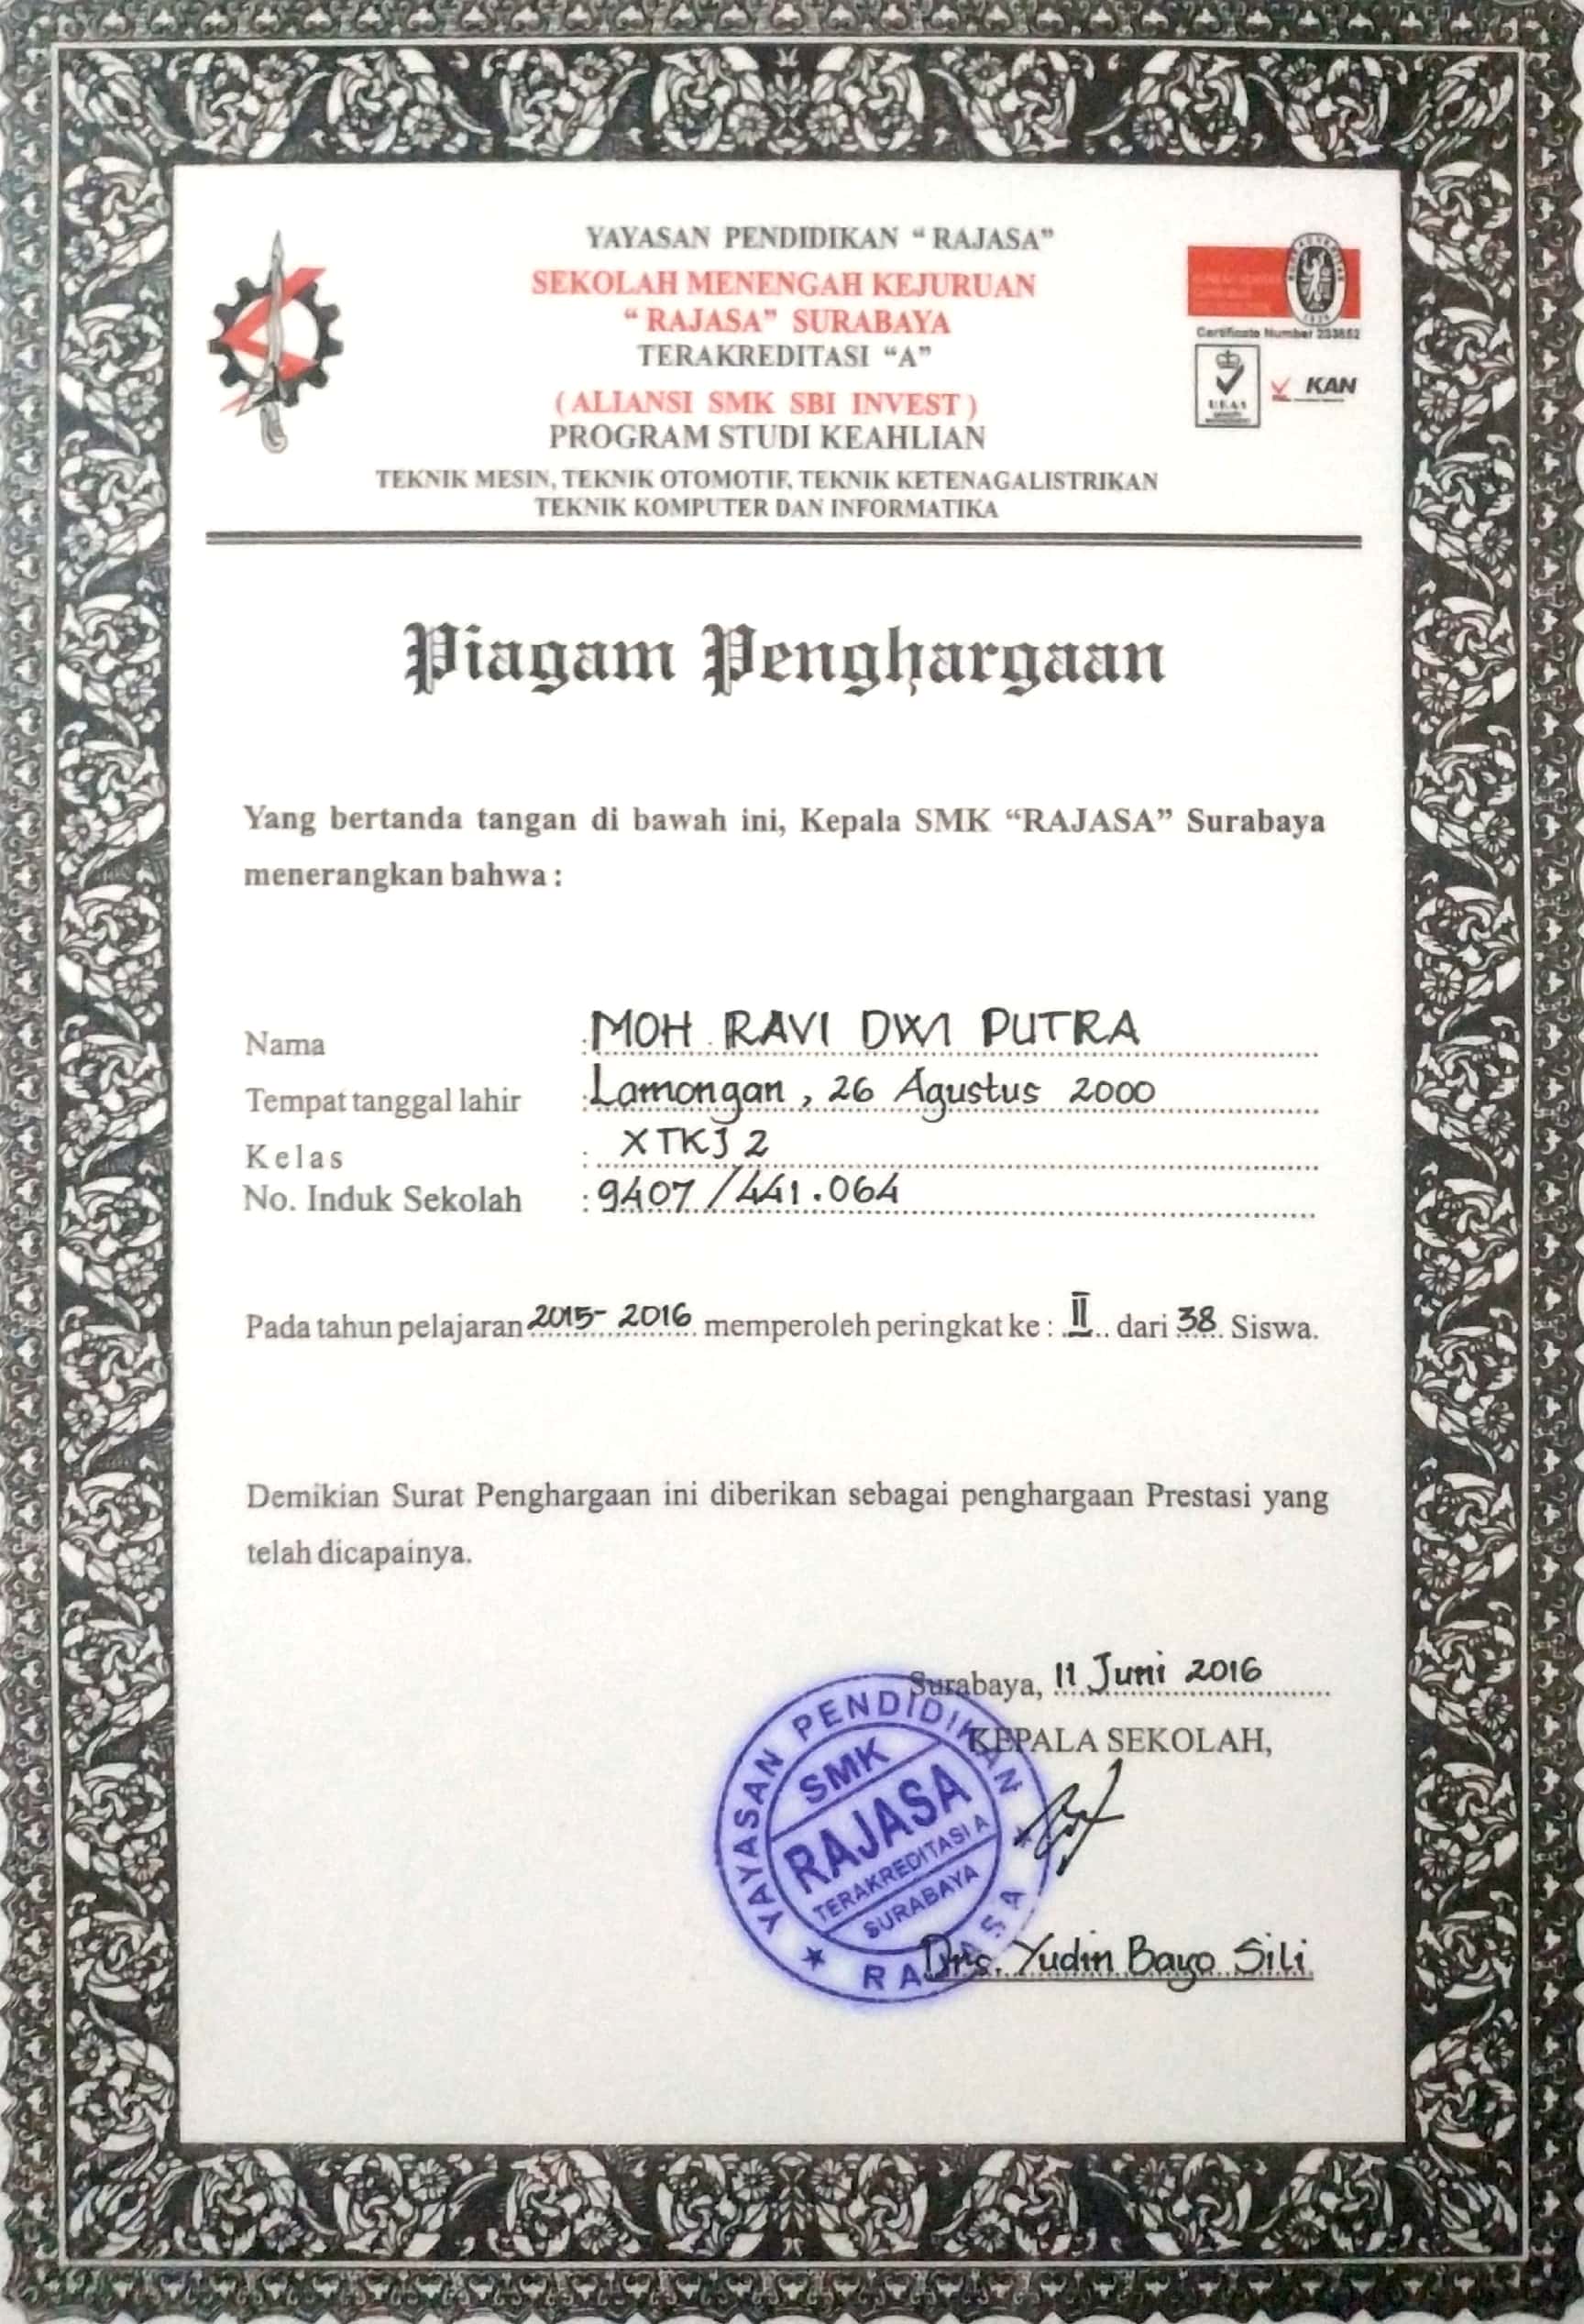 YAYASAN PENDIDIKAN “ RAJASA”
SEKOLAH MENENGAH KEJURUAN
“ RAJASA” SURABAYA
TERAKREDITASI “A”
( ALIANSI SMK SBI INVEST )
PROGRAM STUDI KEAHLIAN
TEKNIK MESIN, TEKNIK OTOMOTIF, TEKNIK KETENAGALISTRIKAN
TEKNIK KOMPUTER DAN INFORMATIKA
Certificate Number 233652
UKAS
KAN
Piagam Penghargaan
Yang bertanda tangan di bawah ini, Kepala SMK “RAJASA” Surabaya
menerangkan bahwa :
Nama : MOH RAVI DWI PUTRA
Tempat tanggal lahir : Lamongan, 26 Agustus 2000
Kelas : X TKJ 2
No. Induk Sekolah : 9407/441.064
Pada tahun pelajaran 2015-2016 memperoleh peringkat ke : II dari 38 Siswa.
Demikian Surat Penghargaan ini diberikan sebagai penghargaan Prestasi yang
telah dicapainya.
Surabaya, 11 Juni 2016
KEPALA SEKOLAH,
YAYASAN PENDIDIKAN
SMK
RAJASA
TERAKREDITASI A
SURABAYA
RAJASA
Drs. Yudin Bayo Sili